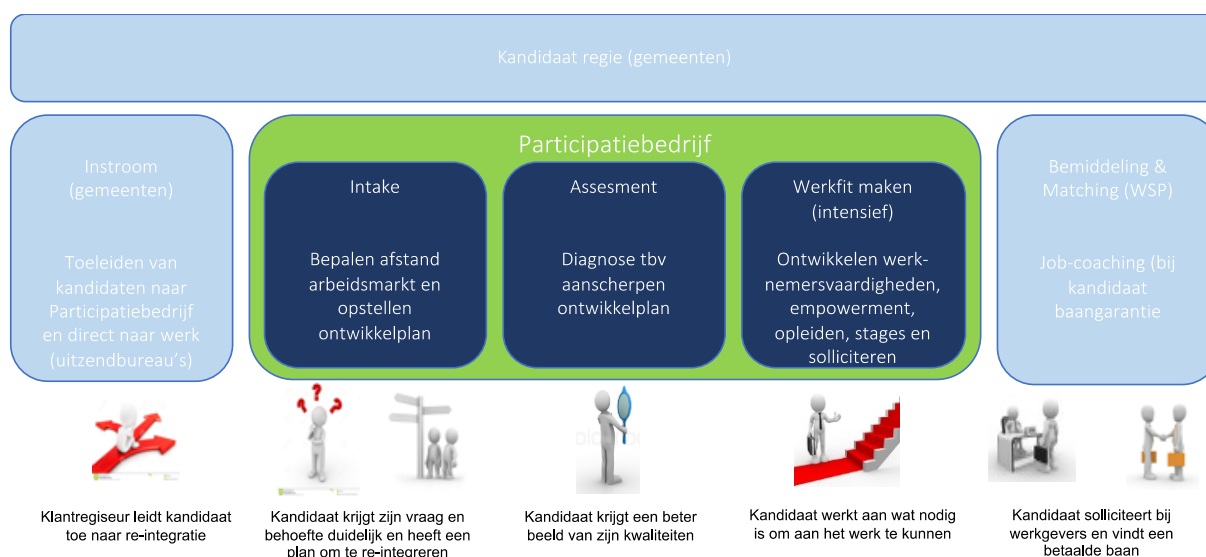 Kandidaat regie (gemeenten)
Instroom
(gemeenten)
Toeleiden van
kandidaten naar
Participatiebedrijf
en direct naar werk
(uitzendbureau's)
Participatiebedrijf
Intake
Bepalen afstand
arbeidsmarkt en
opstellen
ontwikkelplan
Assesment
Diagnose tbv
aanscherpen
ontwikkelplan
Werkfit maken
(intensief)
Ontwikkelen werk-
nemersvaardigheden,
empowerment,
opleiden, stages en
solliciteren
Bemiddeling &
Matching (WSP)
Job-coaching (bij
kandidaat
baangarantie
Klantregiseur leidt kandidaat
toe naar re-integratie
Kandidaat krijgt zijn vraag en
behoefte duidelijk en heeft een
plan om te re-integreren
Kandidaat krijgt een beter
beeld van zijn kwaliteiten
Kandidaat werkt aan wat nodig
is om aan het werk te kunnen
Kandidaat solliciteert bij
werkgevers en vindt een
betaalde baan